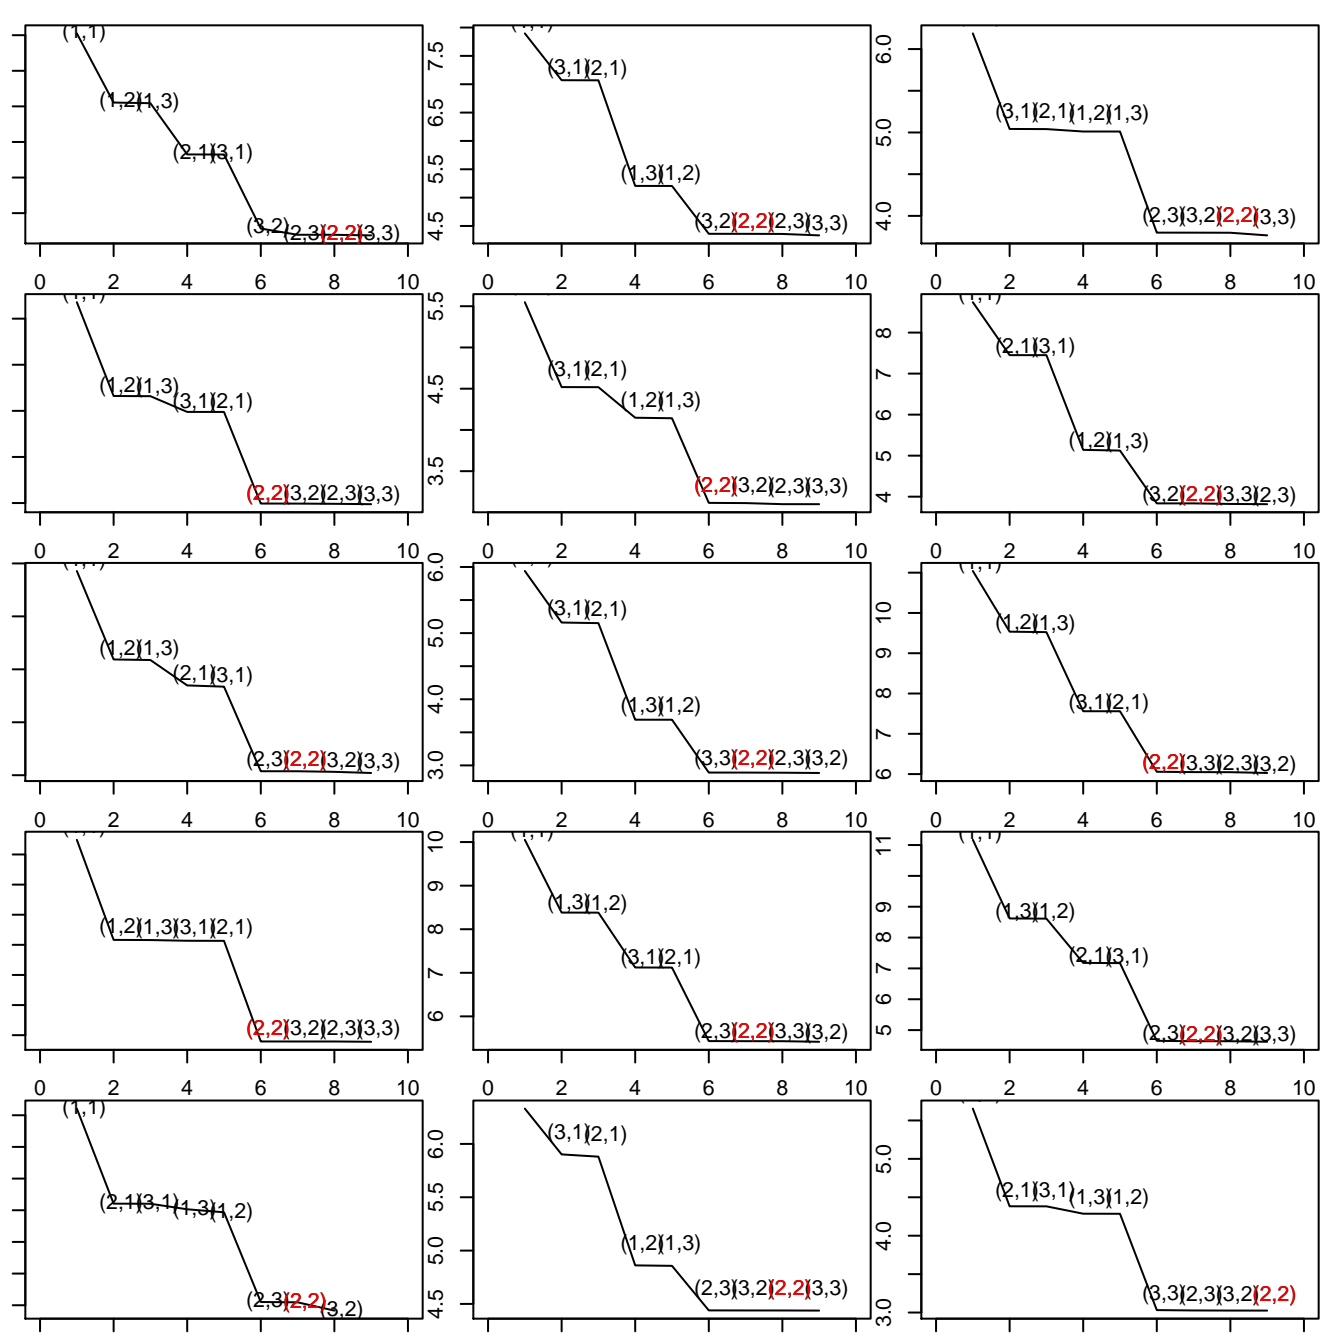 (1,1)
(1,2)(1,3)
(2,1)(3,1)
(3,2)
(2,3)(2,2)(3,3)
0 2 4 6 8 10
4.5 5.5 6.5 7.5
(3,1)(2,1)
(1,3)(1,2)
(3,2)(2,2)(2,3)(3,3)
0 2 4 6 8 10
4.0 5.0 6.0
(3,1)(2,1)(1,2)(1,3)
(2,3)(3,2)(2,2)(3,3)
0 2 4 6 8 10
(1,2)(1,3)
(3,1)(2,1)
(2,2)(3,2)(2,3)(3,3)
0 2 4 6 8 10
3.5 4.5 5.5
(3,1)(2,1)
(1,2)(1,3)
(2,2)(3,2)(2,3)(3,3)
0 2 4 6 8 10
4 5 6 7 8
(1,1)
(2,1)(3,1)
(1,2)(1,3)
(3,2)(2,2)(3,3)(2,3)
0 2 4 6 8 10
(1,2)(1,3)
(2,1)(3,1)
(2,3)(2,2)(3,2)(3,3)
0 2 4 6 8 10
3.0 4.0 5.0 6.0
(3,1)(2,1)
(1,3)(1,2)
(3,3)(2,2)(2,3)(3,2)
0 2 4 6 8 10
6 7 8 9 10
(1,1)
(1,2)(1,3)
(3,1)(2,1)
(2,2)(3,3)(2,3)(3,2)
0 2 4 6 8 10
(1,2)(1,3)(3,1)(2,1)
(2,2)(3,2)(2,3)(3,3)
0 2 4 6 8 10
6 7 8 9 10
(1,3)(1,2)
(3,1)(2,1)
(2,3)(2,2)(3,3)(3,2)
0 2 4 6 8 10
5 6 7 8 9 11
(1,1)
(1,3)(1,2)
(2,1)(3,1)
(2,3)(2,2)(3,2)(3,3)
0 2 4 6 8 10
(1,1)
(2,1)(3,1)(1,3)(1,2)
(2,3)(2,2)(3,2)
4.5 5.0 5.5 6.0
(3,1)(2,1)
(1,2)(1,3)
(2,3)(3,2)(2,2)(3,3)
3.0 4.0 5.0
(2,1)(3,1)(1,3)(1,2)
(3,3)(2,3)(3,2)(2,2)